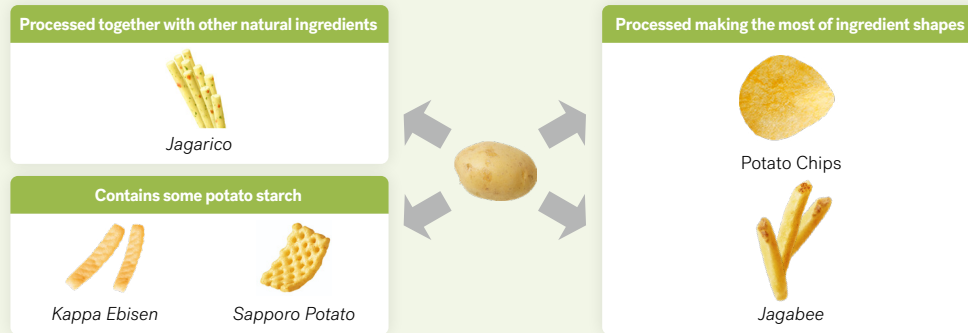 Processed together with other natural ingredients
Jagarico
Contains some potato starch
Kappa Ebisen
Sapporo Potato
Processed making the most of ingredient shapes
Potato Chips
Jagabee